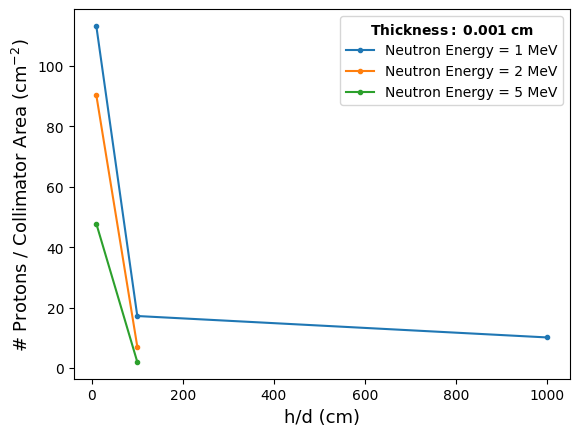 Thickness: 0.001 cm
Neutron Energy = 1 MeV
Neutron Energy = 2 MeV
Neutron Energy = 5 MeV
# Protons / Collimator Area (cm⁻²)
100
80
60
40
20
0
0 200 400 600 800 1000
h/d (cm)